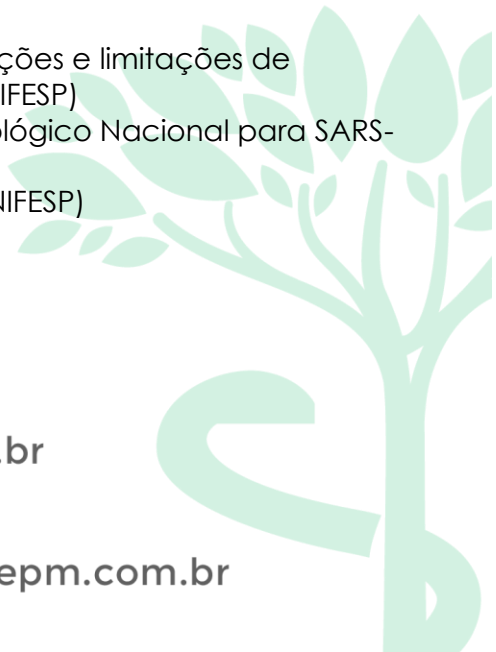 ções e limitações de
IFESP)
ológico Nacional para SARS-
NIFESP)
.br
epm.com.br